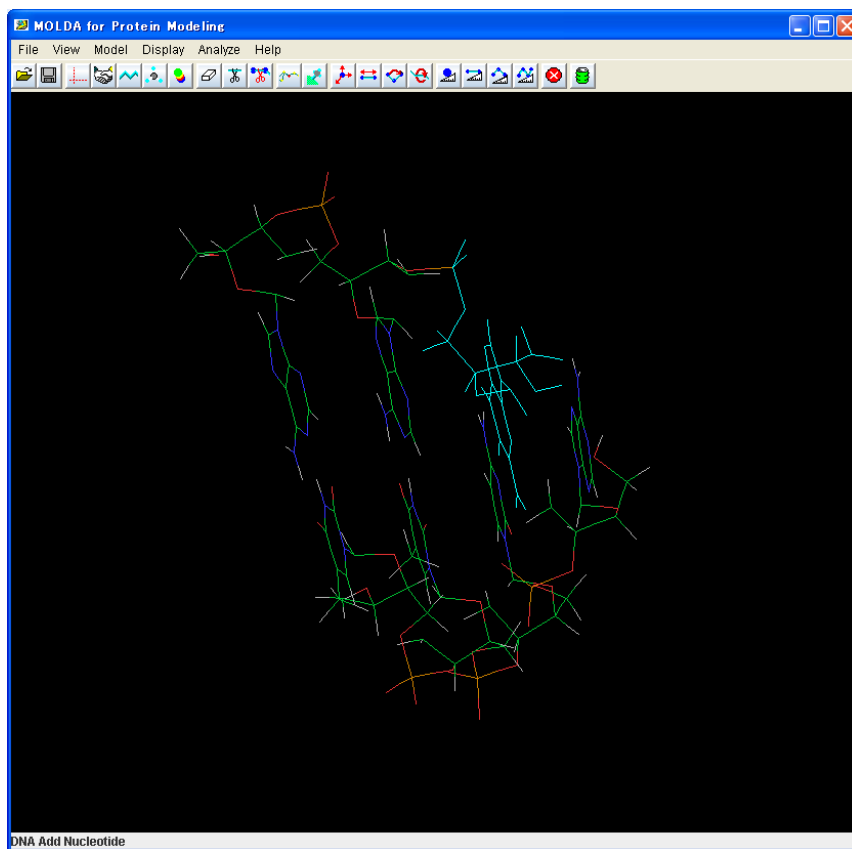 MOLDA for Protein Modeling
File View Model Display Analyze Help
DNA Add Nucleotide